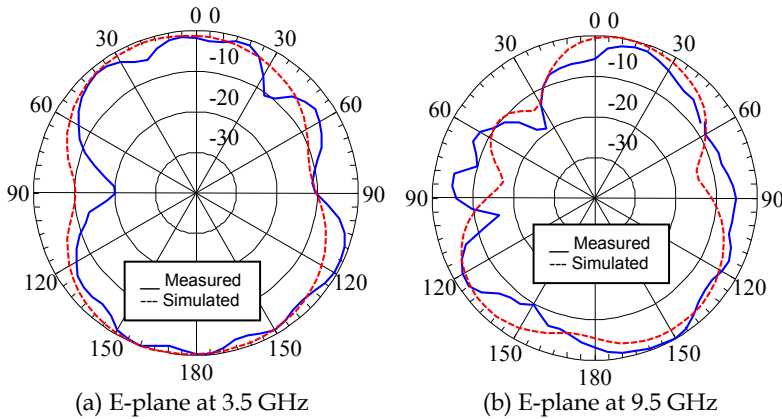 0 0
30 30
-10
60 -20 60
-30
90 90
Measured
Simulated
120 120
150 150
180
(a) E-plane at 3.5 GHz
0 0
30 30
-10
60 -20 60
-30
90 90
Measured
Simulated
120 120
150 150
180
(b) E-plane at 9.5 GHz